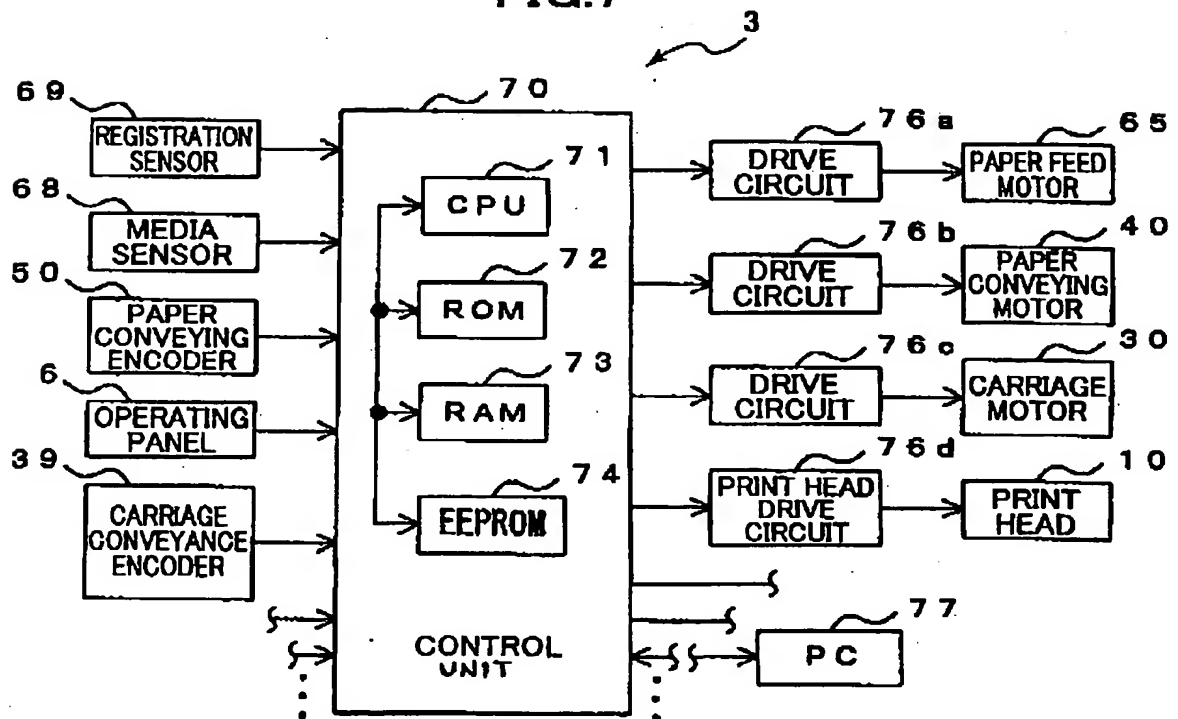 FIG.7
3
69
REGISTRATION
SENSOR
68
MEDIA
SENSOR
50
PAPER
CONVEYING
ENCODER
6
OPERATING
PANEL
39
CARRIAGE
CONVEYANCE
ENCODER
70
71
CPU
72
ROM
73
RAM
74
EEPROM
CONTROL
UNIT
76a
DRIVE
CIRCUIT
65
PAPER FEED
MOTOR
76b
DRIVE
CIRCUIT
40
PAPER
CONVEYING
MOTOR
76c
DRIVE
CIRCUIT
30
CARRIAGE
MOTOR
76d
PRINT HEAD
DRIVE
CIRCUIT
10
PRINT
HEAD
77
PC